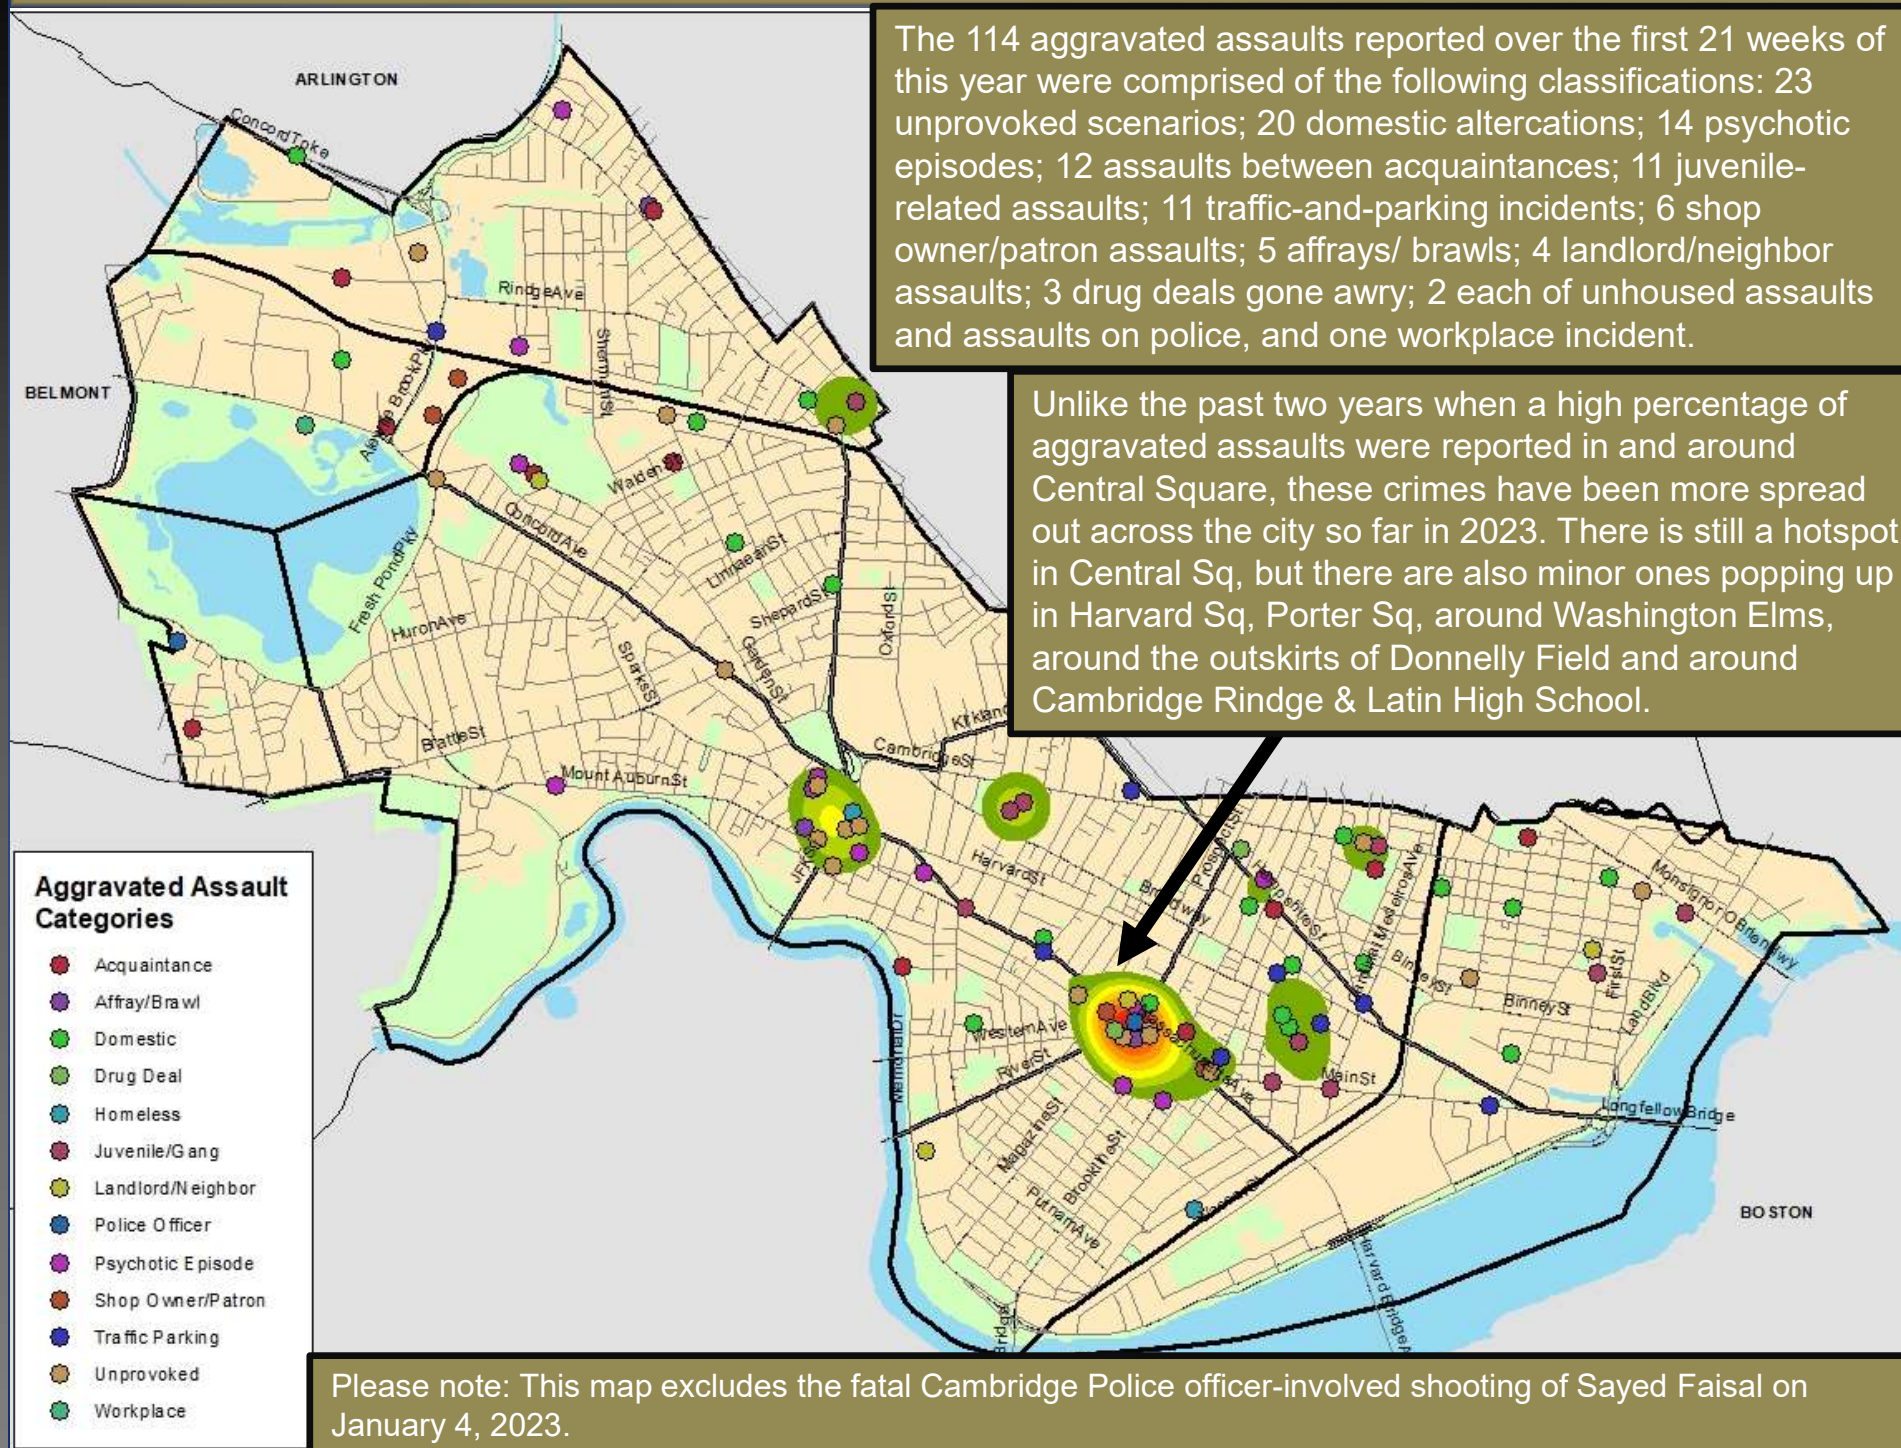 The 114 aggravated assaults reported over the first 21 weeks of
this year were comprised of the following classifications: 23
unprovoked scenarios; 20 domestic altercations; 14 psychotic
episodes; 12 assaults between acquaintances; 11 juvenile-
related assaults; 11 traffic-and-parking incidents; 6 shop
owner/patron assaults; 5 affrays/ brawls; 4 landlord/neighbor
assaults; 3 drug deals gone awry; 2 each of unhoused assaults
and assaults on police, and one workplace incident.
Unlike the past two years when a high percentage of
aggravated assaults were reported in and around
Central Square, these crimes have been more spread
out across the city so far in 2023. There is still a hotspot
in Central Sq, but there are also minor ones popping up
in Harvard Sq, Porter Sq, around Washington Elms,
around the outskirts of Donnelly Field and around
Cambridge Rindge & Latin High School.
ARLINGTON
BELMONT
BOSTON
Concord Tpke
Rindge Ave
Sherman St
Walden
Concord Ave
Linnaean St
Shepard St
Oxford St
Garden St
Fresh Pond Pky
Huron Ave
Sparks St
Brattle St
Mount Auburn St
Cambridge St
Kirkland
JFK
Harvard St
Broadway
Prospect St
Hampshire St
Binney St
Binney St
First St
Land Blvd
Monsignor O Brien Hwy
Western Ave
River St
Memorial Dr
Main St
Longfellow Bridge
Magazine St
Brookline St
Putnam Ave
Harvard Bridge
Bridge
Aggravated Assault
Categories
Acquaintance
Affray/Brawl
Domestic
Drug Deal
Homeless
Juvenile/Gang
Landlord/Neighbor
Police Officer
Psychotic Episode
Shop Owner/Patron
Traffic Parking
Unprovoked
Workplace
Please note: This map excludes the fatal Cambridge Police officer-involved shooting of Sayed Faisal on
January 4, 2023.